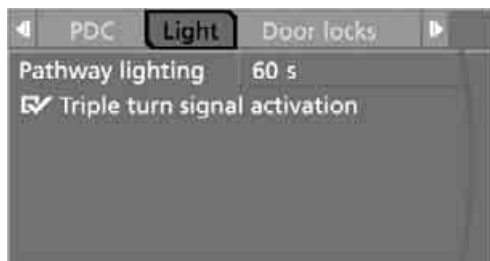 PDC Light Door locks
Pathway lighting 60 s
Triple turn signal activation